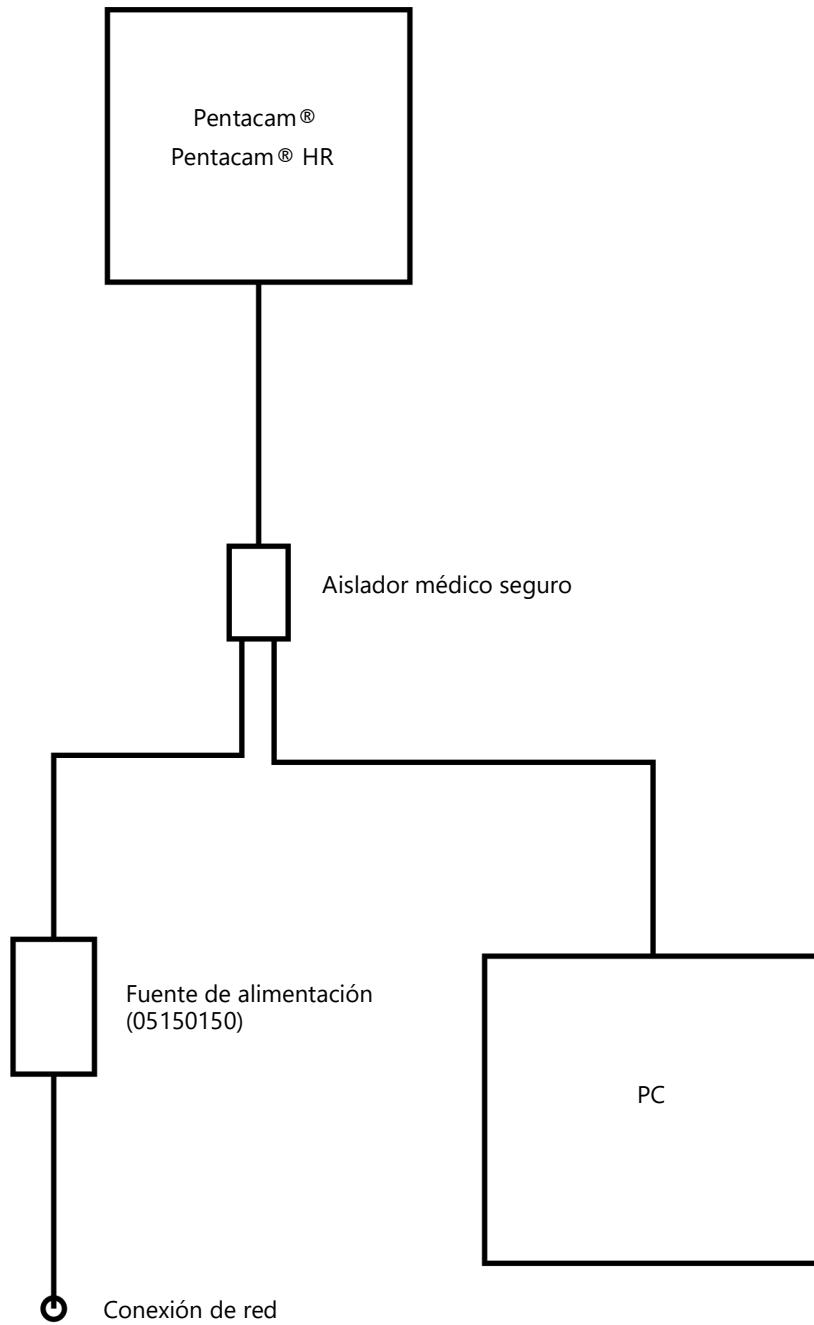 Pentacam®
Pentacam® HR
Aislador médico seguro
Fuente de alimentación
(05150150)
PC
Conexión de red